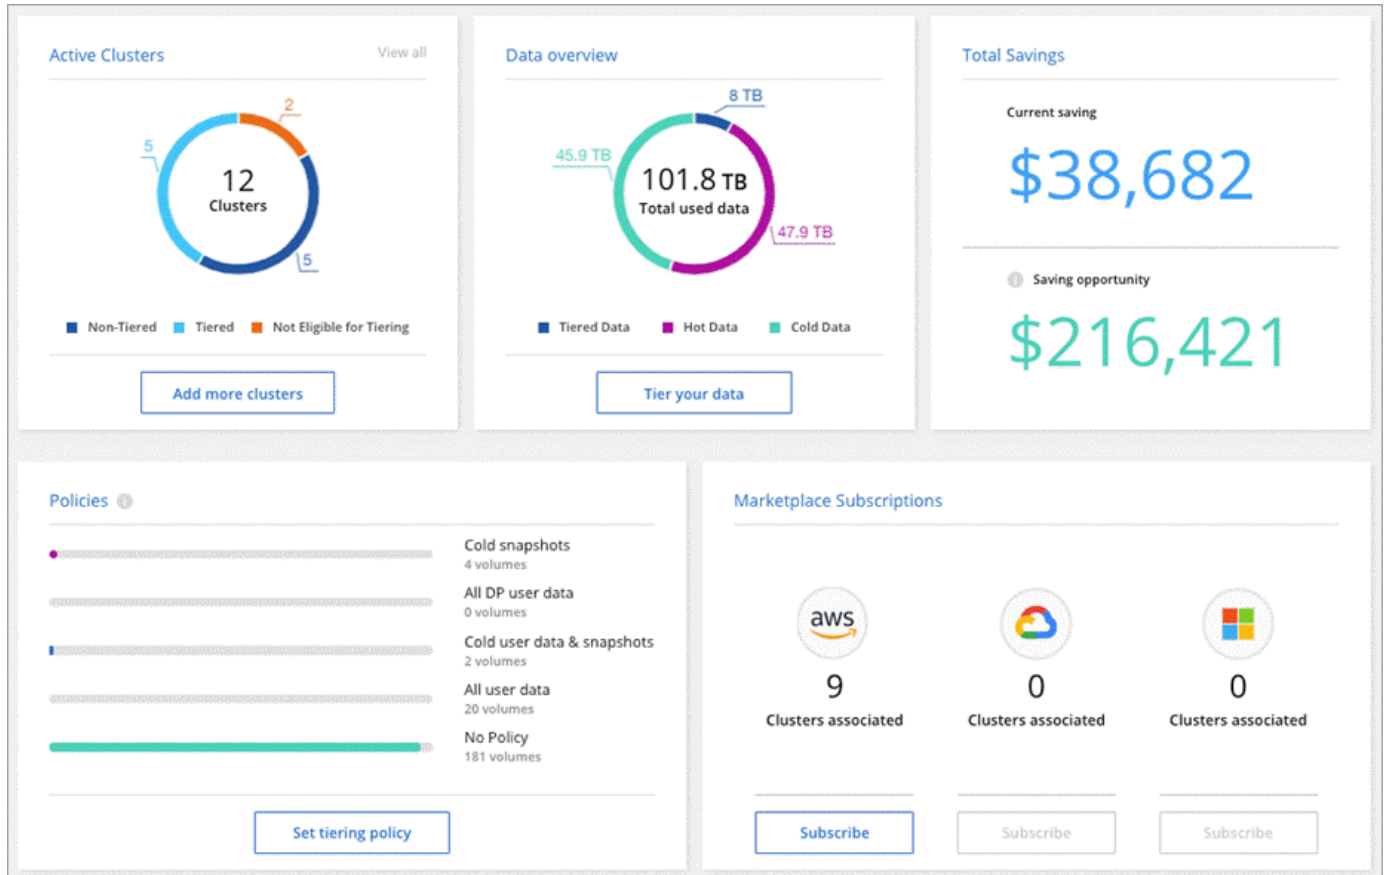 Active Clusters
View all
2
5
12
Clusters
5
Non-Tiered
Tiered
Not Eligible for Tiering
Add more clusters
Data overview
8 TB
45.9 TB
101.8 TB
Total used data
47.9 TB
Tiered Data
Hot Data
Cold Data
Tier your data
Total Savings
Current saving
$38,682
i Saving opportunity
$216,421
Policies i
Cold snapshots
4 volumes
All DP user data
0 volumes
Cold user data & snapshots
2 volumes
All user data
20 volumes
No Policy
181 volumes
Set tiering policy
Marketplace Subscriptions
aws
9
Clusters associated
Subscribe
0
Clusters associated
Subscribe
0
Clusters associated
Subscribe